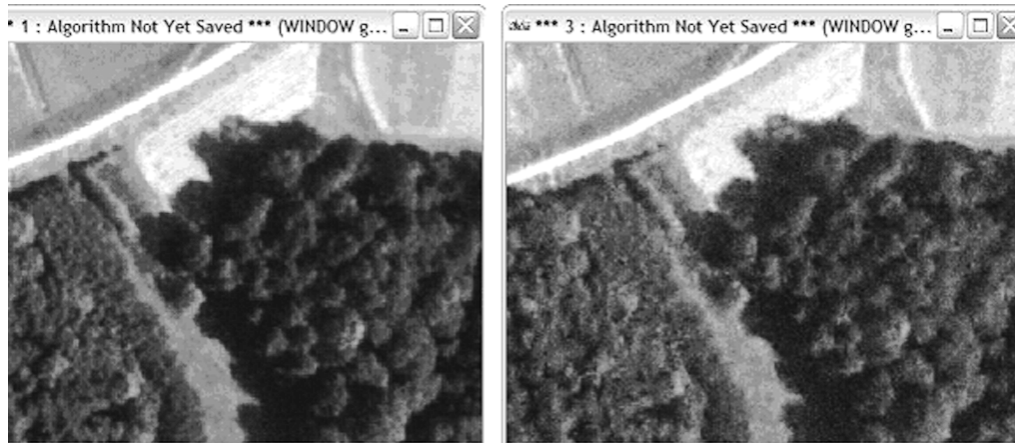 * 1 : Algorithm Not Yet Saved *** (WINDOW g...
*** 3 : Algorithm Not Yet Saved *** (WINDOW g...